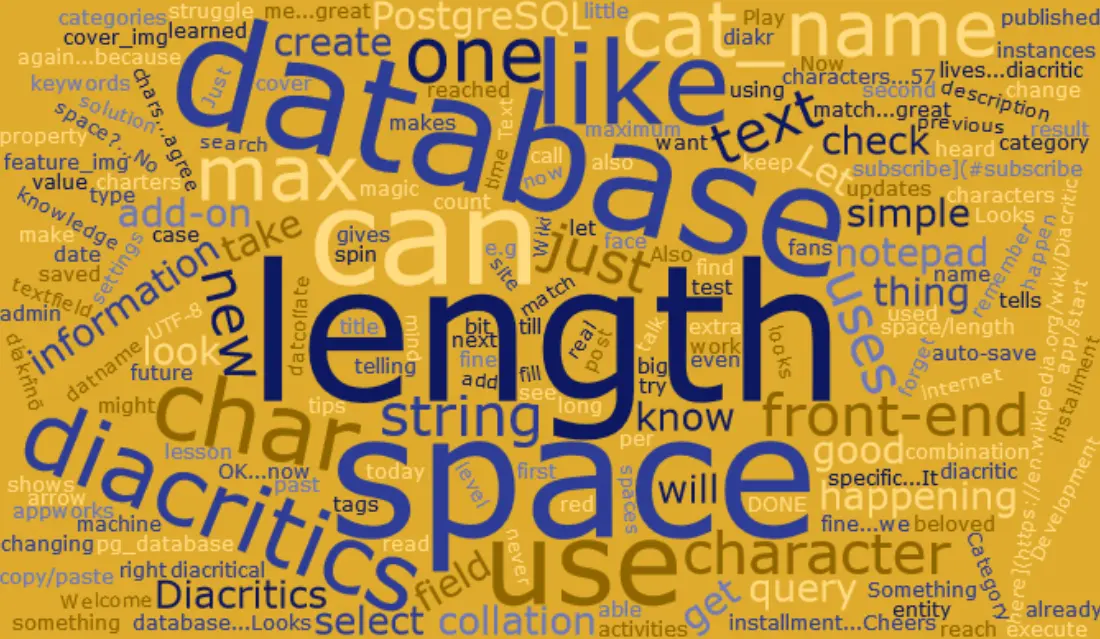 categories
struggle
me...great
PostgreSQL
little
cat_name
Play
published
cover_img
learned
create
one
like
diakr
instances
again...because
database
Now
keywords
Just
cover
reached
using
characters...57
second
lives...diacritic
change
chars...agree
solution
makes
Text
maximum
text
match...great
description
space?...No
search
want
check
previous
result
property
max
time
call
also
keep
Let
heard
category
feature_img
now
subscribe](#subscribe
value
charters
magic
can
updates
characters
type
count
knowledge
add-on
take
Wiki
let
face
simple
Looks
make
case
gives
e.g
just
Also
fans
notepad
remember
happen
date
settings
information
spin
site
find
name
saved
new
length
match
test
uses
thing
tells
textfield
datcollate
admin
UTF-8
title
mind
bit
till
real
post
talk
extra
used
space/length
app/start
diakrīnō
look
next
work
looks
datname
telling
fine
big
even
forget
auto-save
future
add
fill
try
internet
installment
might
char
tips
string
see
long
know
front-end
diacritics
space
per
good
combination
here](https://en.wikipedia.org/wiki/Diacritic
lesson
OK...now
today
level
first
spaces
will
specific...It
diacritic
shows
past
arrow
tags
red
DONE
happening
Development
appworks
machine
use
fine...we
beloved
changing
pg_database
read
never
character
Category
copy/paste
right
diacritical
field
query
Something
Welcome
Diacritics
get
entity
already
something
database...Looks
select
collation
able
activities
installment...Cheers
reach
execute